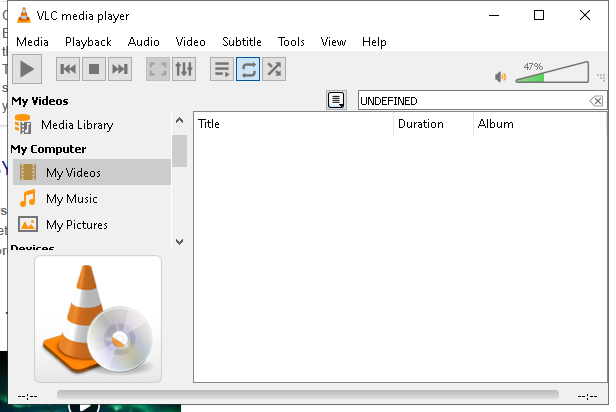 VLC media player
Media Playback Audio Video Subtitle Tools View Help
47%
My Videos
UNDEFINED
Media Library
Title Duration Album
My Computer
My Videos
My Music
My Pictures
Devices
--:-- --:--